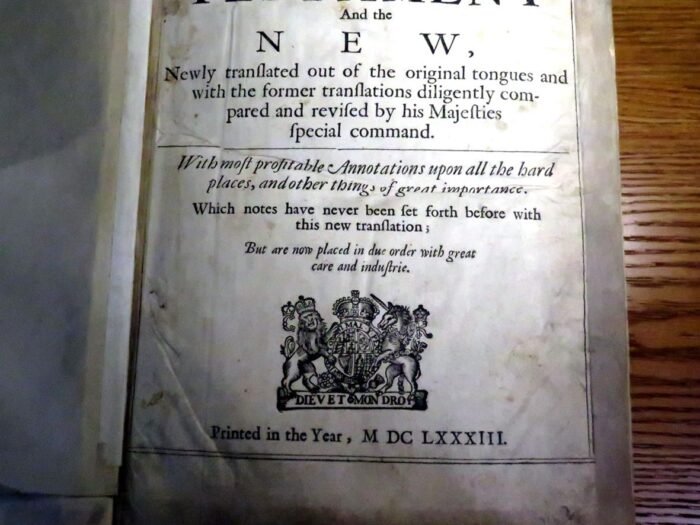 TESTAMENT
And the
N E W,
Newly tranſlated out of the original tongues and
with the former tranſlations diligently com-
pared and reviſed by his Majeſties
ſpecial command.
With moſt profitable Annotations upon all the hard
places, and other things of great importance.
Which notes have never been ſet forth before with
this new tranſlation;
But are now placed in due order with great
care and induſtrie.
DIEV ET MON DRO
Printed in the Year, M DC LXXXIII.